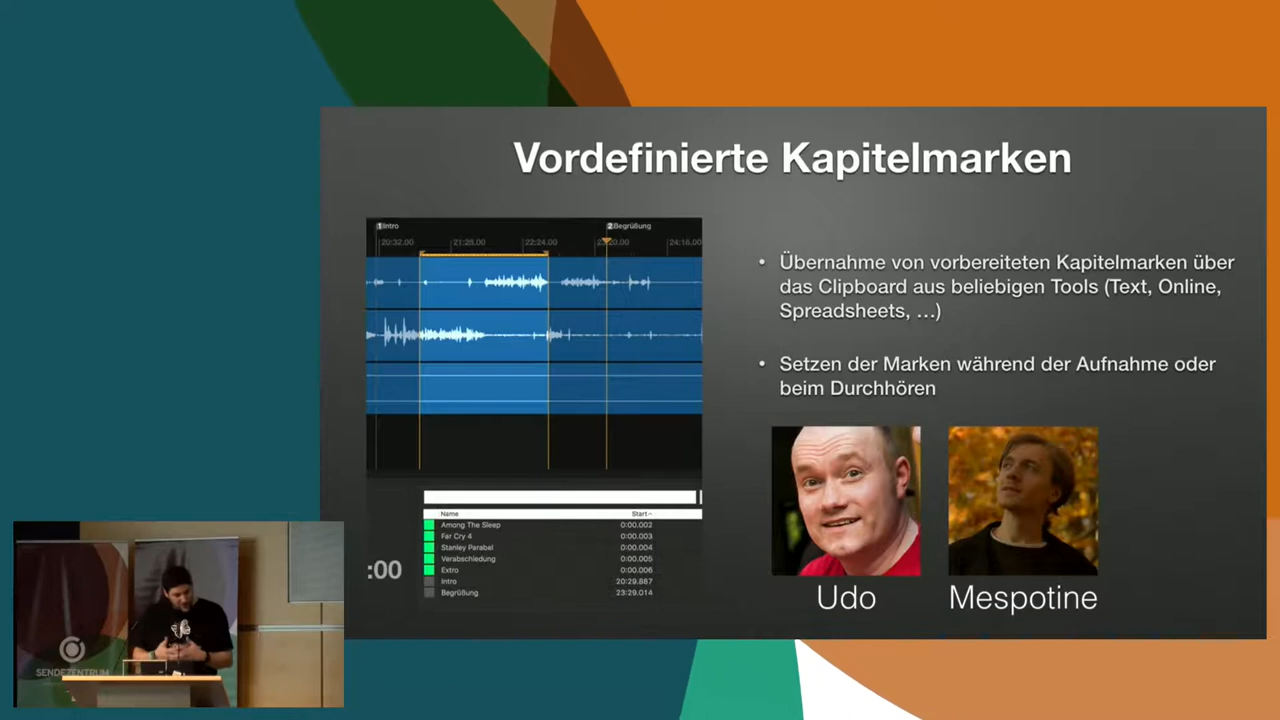 Vordefinierte Kapitelmarken
1Intro
2Begrüßung
20:32.00
21:28.00
22:24.00
24:16.00
• Übernahme von vorbereiteten Kapitelmarken über
das Clipboard aus beliebigen Tools (Text, Online,
Spreadsheets, …)
• Setzen der Marken während der Aufnahme oder
beim Durchhören
Name Start
Among The Sleep 0:00.002
Far Cry 4 0:00.003
Stanley Parabel 0:00.004
Verabschiedung 0:00.005
Extro 0:00.006
Intro 20:29.887
Begrüßung 23:29.014
:00
Udo
Mespotine
SENDEZENTRUM